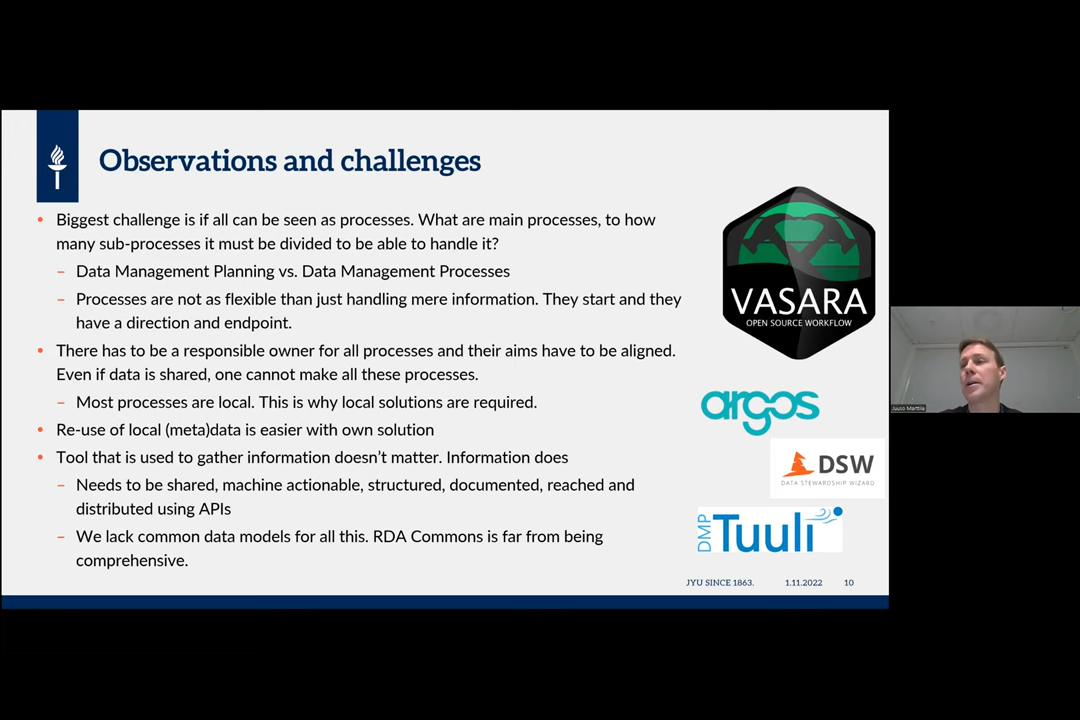 Observations and challenges
• Biggest challenge is if all can be seen as processes. What are main processes, to how
many sub-processes it must be divided to be able to handle it?
– Data Management Planning vs. Data Management Processes
– Processes are not as flexible than just handling mere information. They start and they
have a direction and endpoint.
• There has to be a responsible owner for all processes and their aims have to be aligned.
Even if data is shared, one cannot make all these processes.
– Most processes are local. This is why local solutions are required.
• Re-use of local (meta)data is easier with own solution
• Tool that is used to gather information doesn't matter. Information does
– Needs to be shared, machine actionable, structured, documented, reached and
distributed using APIs
– We lack common data models for all this. RDA Commons is far from being
comprehensive.
VASARA
OPEN SOURCE WORKFLOW
argos
DSW
DATA STEWARDSHIP WIZARD
DMP Tuuli
JYU SINCE 1863. 1.11.2022 10
Juuso Marttila